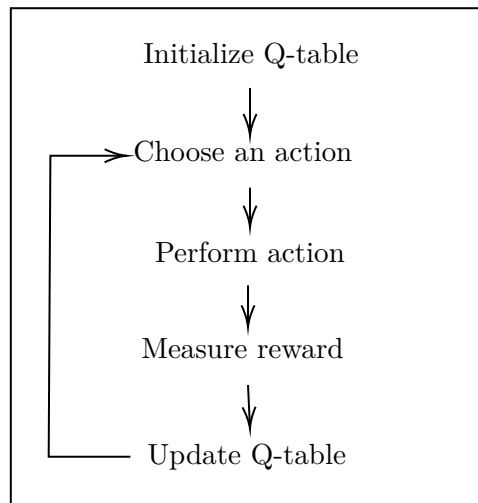 Initialize Q-table
Choose an action
Perform action
Measure reward
Update Q-table